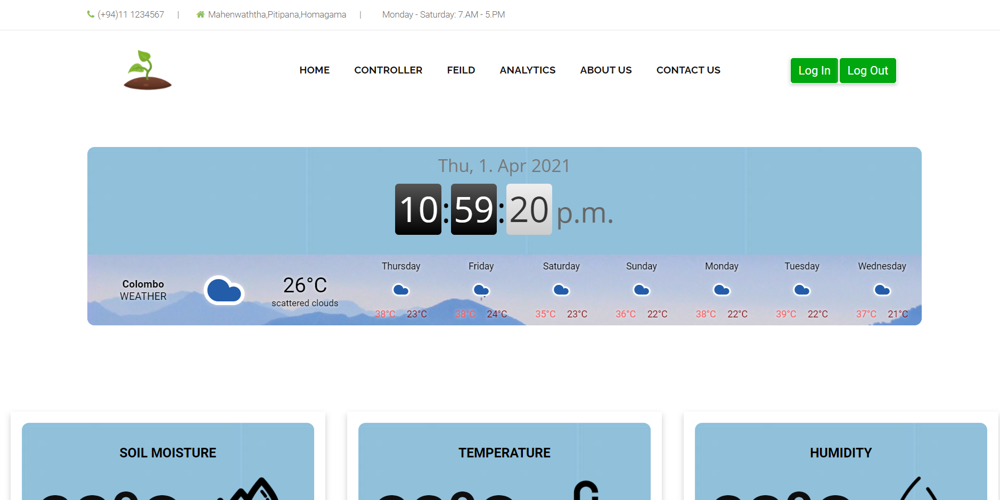 (+94)11 1234567 | Mahenwaththa,Pitipana,Homagama | Monday - Saturday: 7.AM - 5.PM
HOME CONTROLLER FEILD ANALYTICS ABOUT US CONTACT US Log In Log Out
Thu, 1. Apr 2021
10:59:20 p.m.
Colombo
WEATHER
26°C
scattered clouds
Thursday Friday Saturday Sunday Monday Tuesday Wednesday
38°C 23°C 38°C 24°C 35°C 23°C 36°C 22°C 38°C 22°C 39°C 22°C 37°C 21°C
SOIL MOISTURE TEMPERATURE HUMIDITY